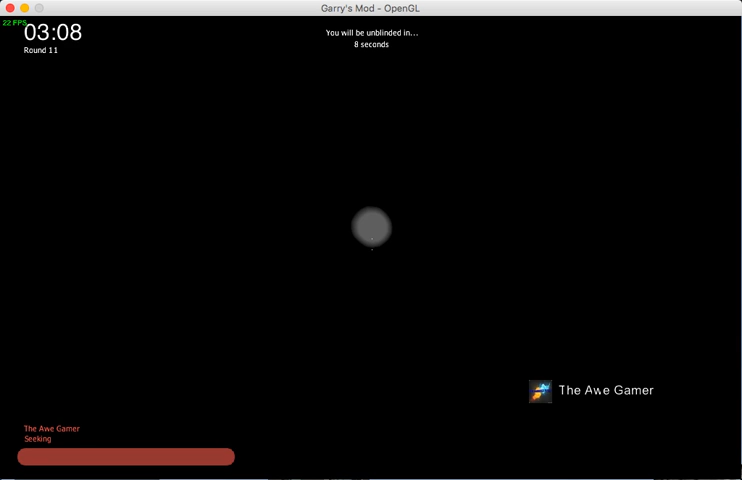 Garry's Mod - OpenGL
22 FPS
03:08
Round 11
You will be unblinded in...
8 seconds
The Awe Gamer
The Awe Gamer
Seeking